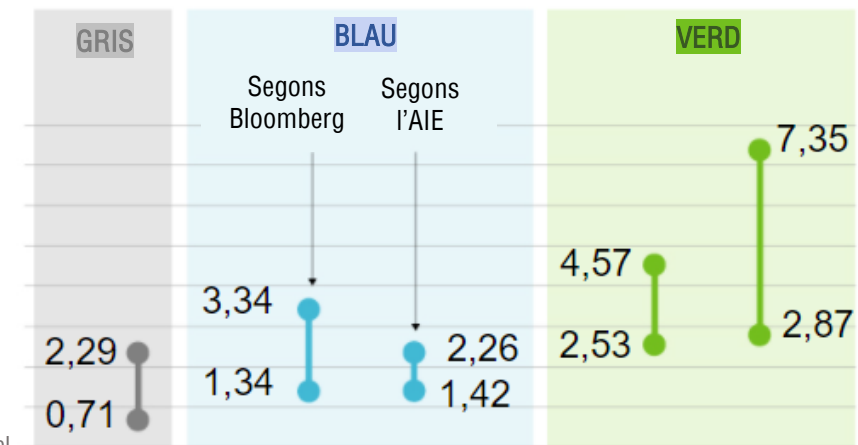 GRIS
BLAU
VERD
Segons
Bloomberg
Segons
l’AIE
7,35
4,57
3,34
2,87
2,29
2,26
2,53
1,34
1,42
0,71